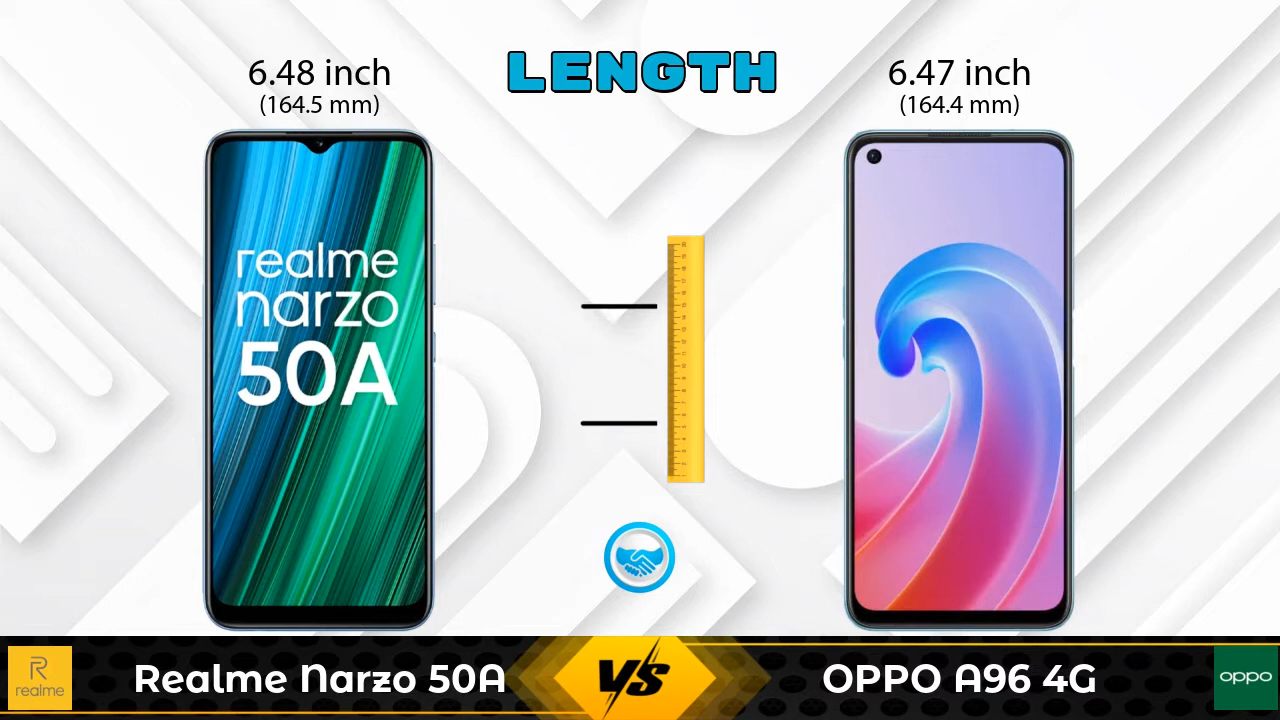 LENGTH
6.48 inch
(164.5 mm)
6.47 inch
(164.4 mm)
realme
narzo
50A
R
realme
Realme Narzo 50A
VS
OPPO A96 4G
oppo